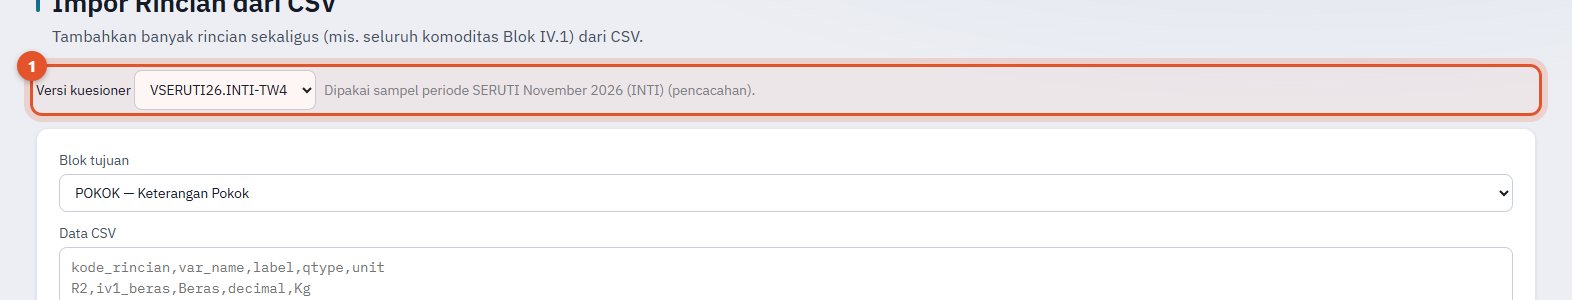 Impor Rincian dari CSV
Tambahkan banyak rincian sekaligus (mis. seluruh komoditas Blok IV.1) dari CSV.
1
Versi kuesioner VSERUTI26.INTI-TW4 Dipakai sampel periode SERUTI November 2026 (INTI) (pencacahan).
Blok tujuan
POKOK — Keterangan Pokok
Data CSV
kode_rincian,var_name,label,qtype,unit
R2,iv1_beras,Beras,decimal,Kg